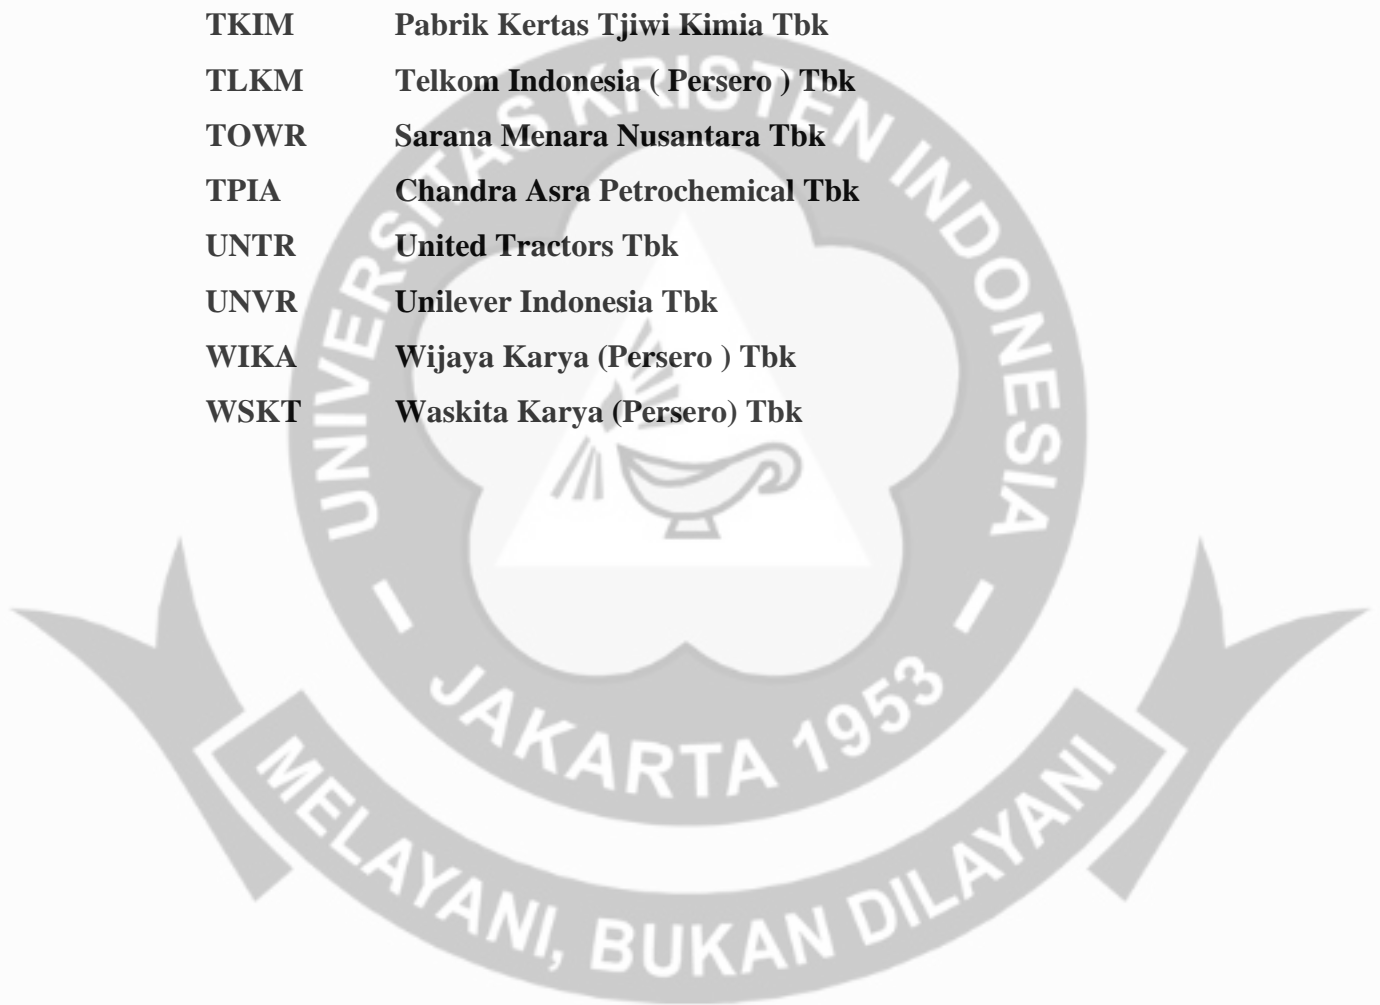 TKIM Pabrik Kertas Tjiwi Kimia Tbk
TLKM Telkom Indonesia ( Persero ) Tbk
TOWR Sarana Menara Nusantara Tbk
TPIA Chandra Asra Petrochemical Tbk
UNTR United Tractors Tbk
UNVR Unilever Indonesia Tbk
WIKA Wijaya Karya (Persero ) Tbk
WSKT Waskita Karya (Persero) Tbk
UNIVERSITAS KRISTEN INDONESIA
JAKARTA 1953
MELAYANI, BUKAN DILAYANI